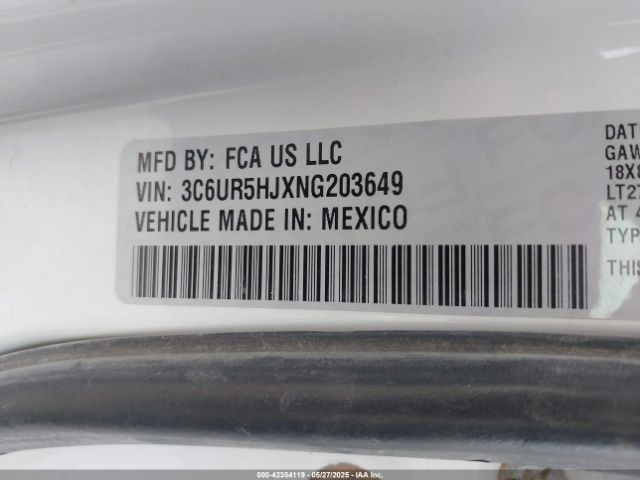 MFD BY: FCA US LLC
VIN: 3C6UR5HJXNG203649
VEHICLE MADE IN: MEXICO
DAT
GAW
18X8
LT27
AT 4
TYP
THIS
000-42354119 - 05/27/2025 - IAA Corp.